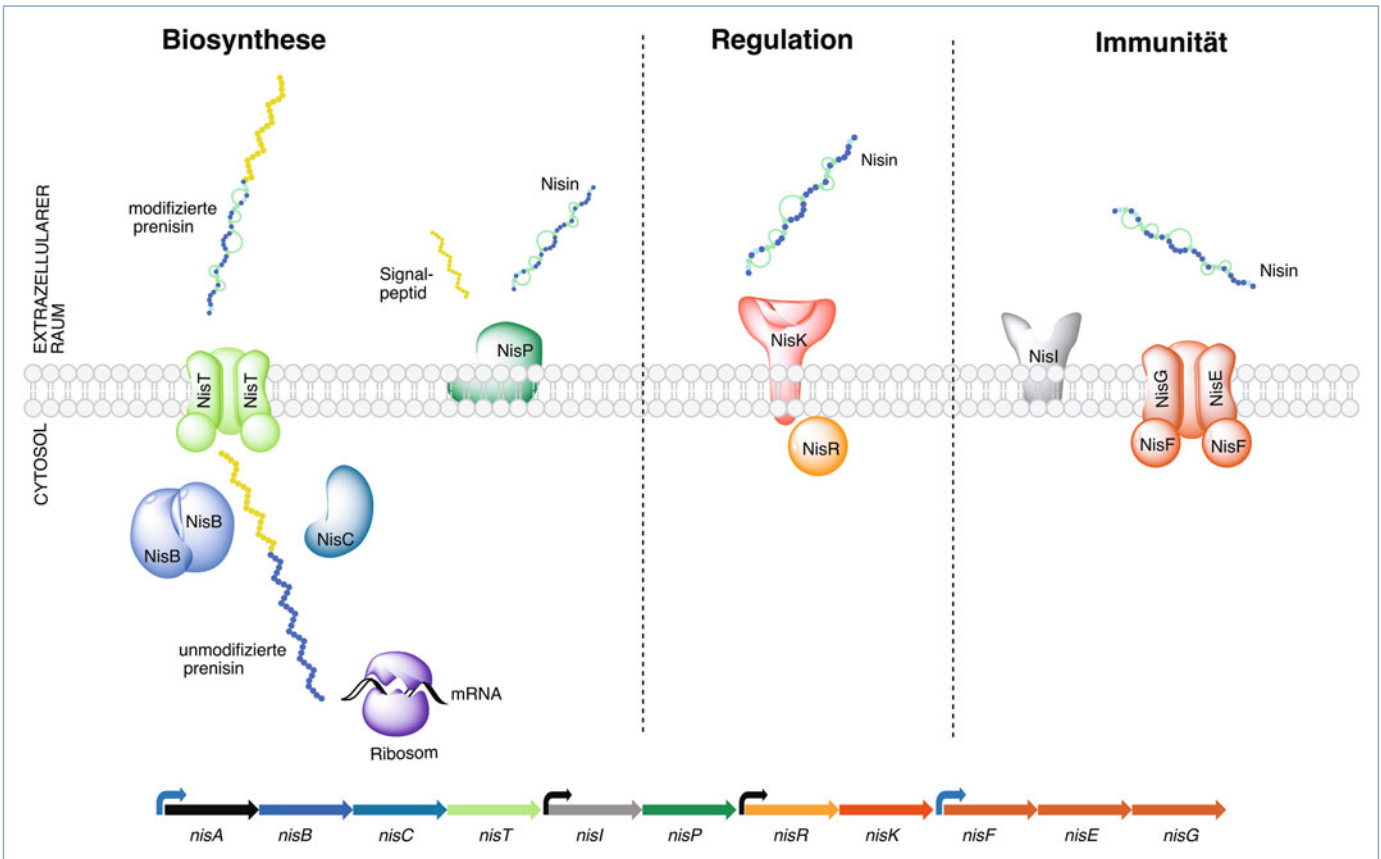 Biosynthese
Regulation
Immunität
EXTRAZELLULARER
RAUM
CYTOSOL
modifizierte
prenisin
Signal-
peptid
Nisin
NisP
NisT
NisT
NisB
NisB
NisC
unmodifizierte
prenisin
mRNA
Ribosom
Nisin
NisK
NisR
Nisin
NisI
NisG
NisE
NisF
NisF
nisA nisB nisC nisT nisI nisP nisR nisK nisF nisE nisG